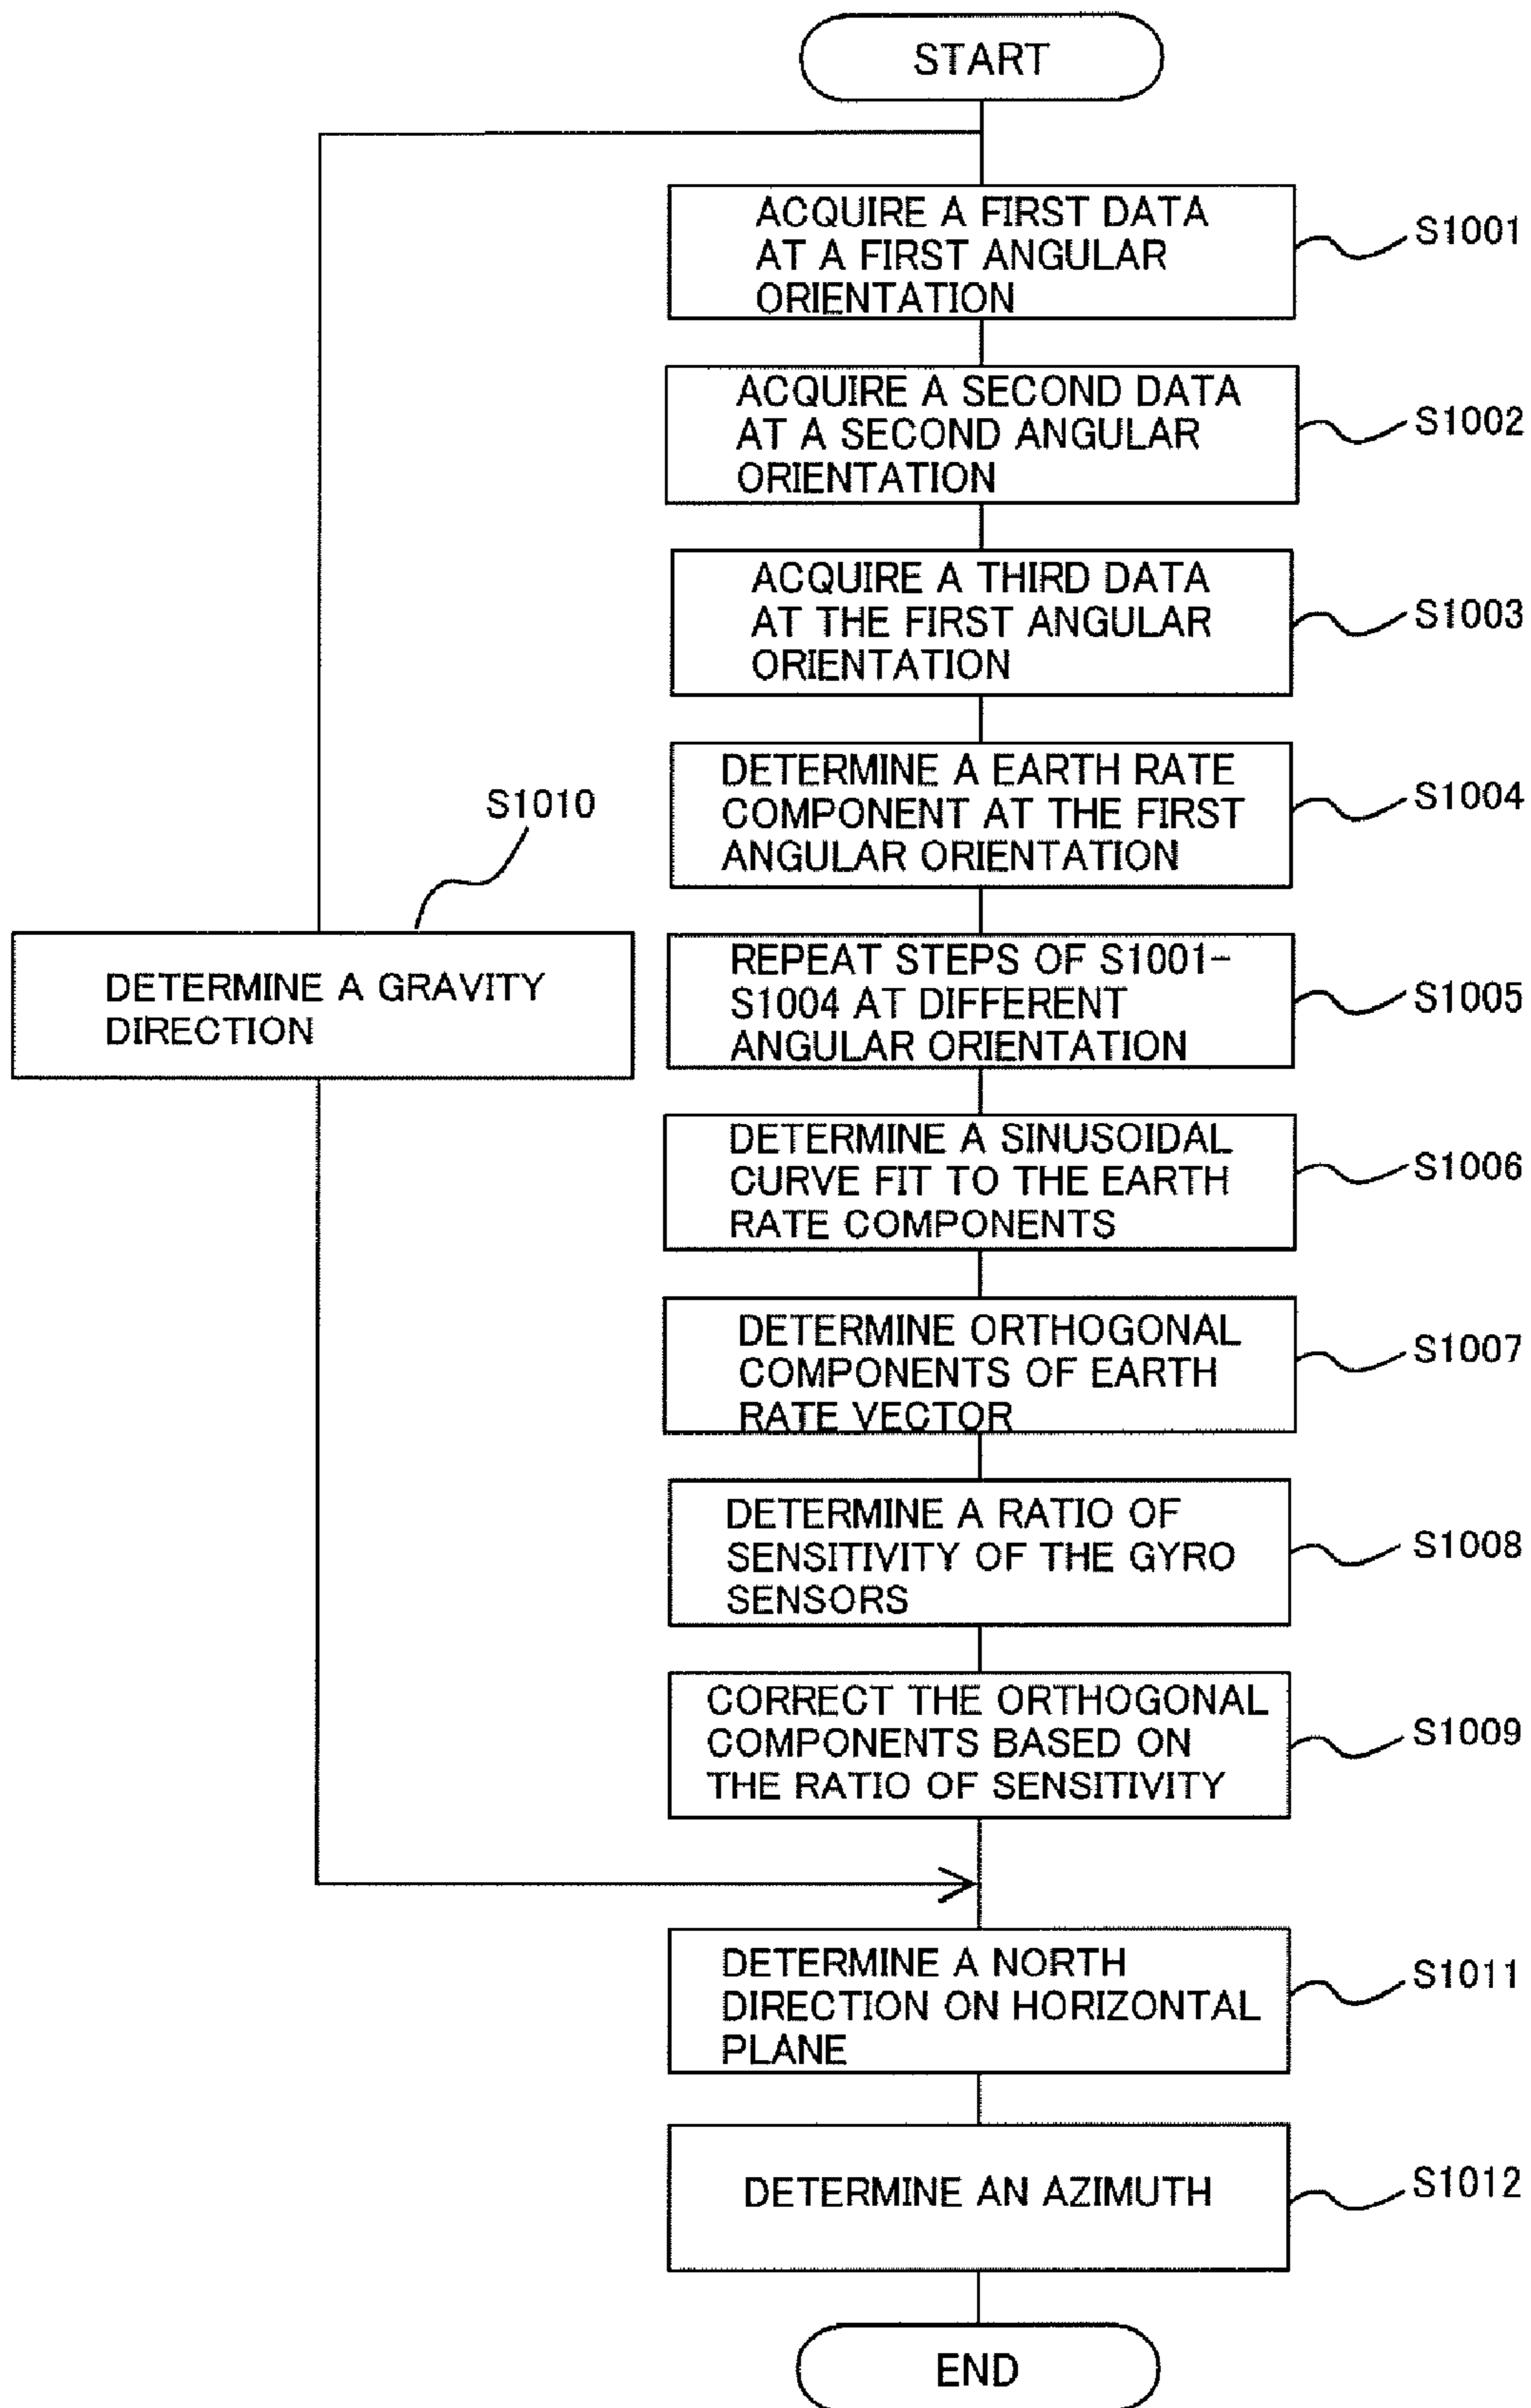 START
ACQUIRE A FIRST DATA
AT A FIRST ANGULAR
ORIENTATION
S1001
ACQUIRE A SECOND DATA
AT A SECOND ANGULAR
ORIENTATION
S1002
ACQUIRE A THIRD DATA
AT THE FIRST ANGULAR
ORIENTATION
S1003
DETERMINE A EARTH RATE
COMPONENT AT THE FIRST
ANGULAR ORIENTATION
S1004
S1010
DETERMINE A GRAVITY
DIRECTION
REPEAT STEPS OF S1001-
S1004 AT DIFFERENT
ANGULAR ORIENTATION
S1005
DETERMINE A SINUSOIDAL
CURVE FIT TO THE EARTH
RATE COMPONENTS
S1006
DETERMINE ORTHOGONAL
COMPONENTS OF EARTH
RATE VECTOR
S1007
DETERMINE A RATIO OF
SENSITIVITY OF THE GYRO
SENSORS
S1008
CORRECT THE ORTHOGONAL
COMPONENTS BASED ON
THE RATIO OF SENSITIVITY
S1009
DETERMINE A NORTH
DIRECTION ON HORIZONTAL
PLANE
S1011
DETERMINE AN AZIMUTH
S1012
END